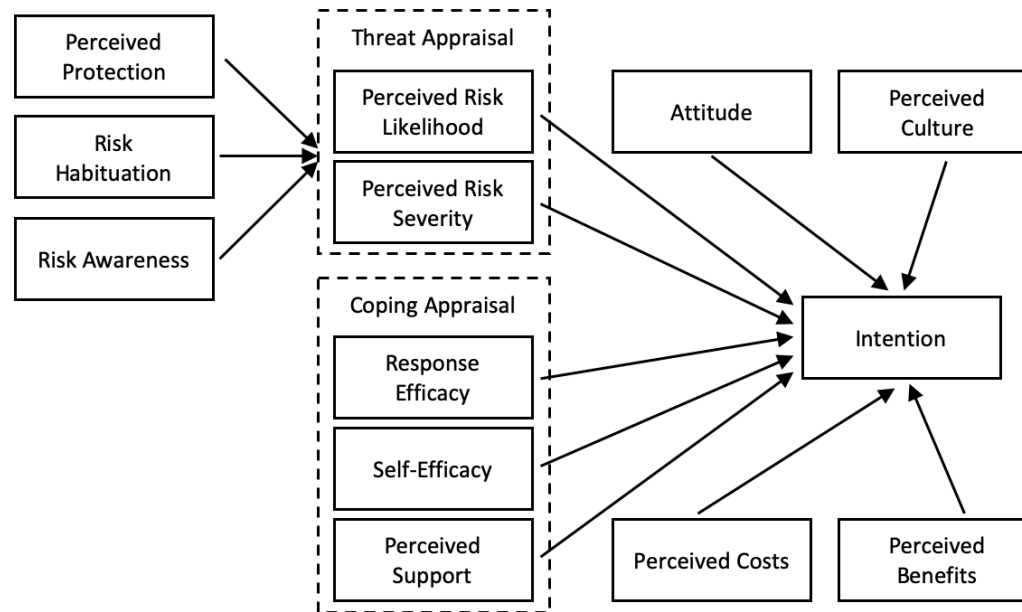 Perceived
Protection
Risk
Habituation
Risk Awareness
Threat Appraisal
Perceived Risk
Likelihood
Perceived Risk
Severity
Coping Appraisal
Response
Efficacy
Self-Efficacy
Perceived
Support
Attitude
Perceived
Culture
Intention
Perceived Costs
Perceived
Benefits